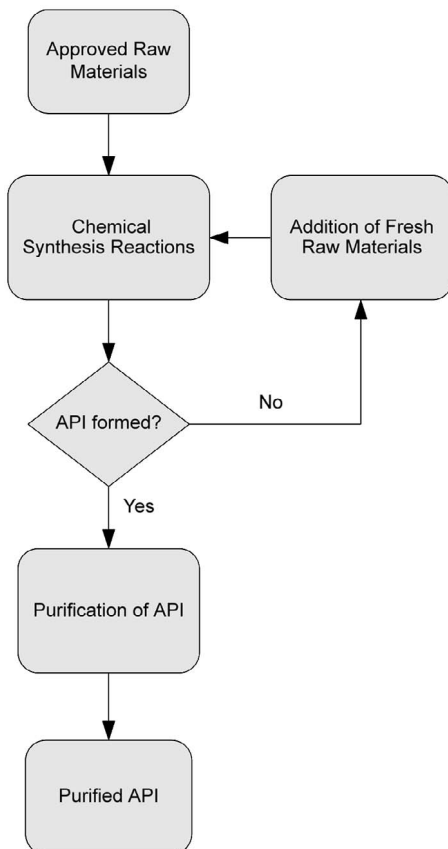 Approved Raw
Materials
Chemical
Synthesis Reactions
Addition of Fresh
Raw Materials
API formed?
No
Yes
Purification of API
Purified API